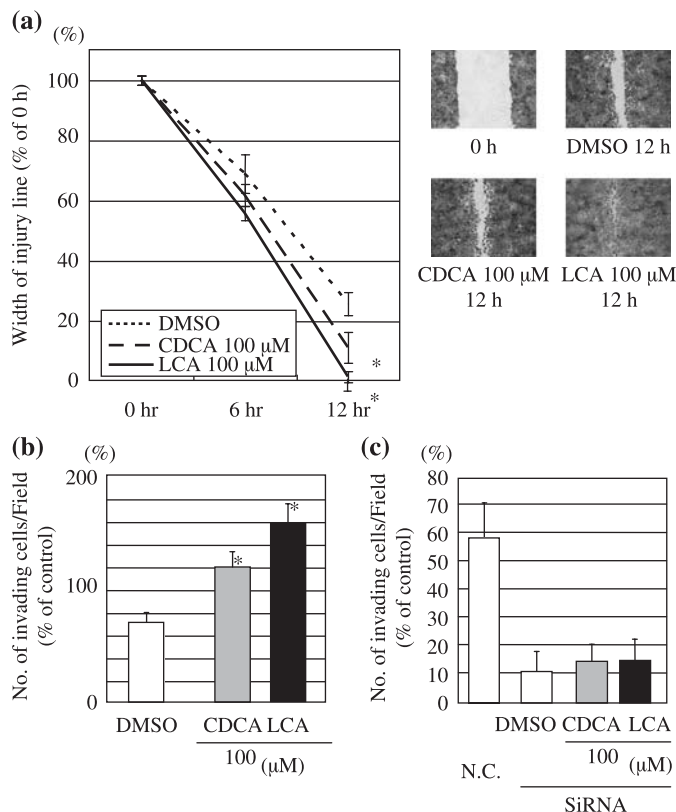 (a)
(%)
Width of injury line (% of 0 h)
100
80
60
40
20
0
DMSO
CDCA 100 μM
LCA 100 μM
*
*
0 hr
6 hr
12 hr
0 h
DMSO 12 h
CDCA 100 μM
12 h
LCA 100 μM
12 h
(b)
(%)
No. of invading cells/Field
(% of control)
200
100
0
*
*
DMSO
CDCA
LCA
100 (μM)
(c)
(%)
No. of invading cells/Field
(% of control)
80
70
60
50
40
30
20
10
0
DMSO
CDCA
LCA
100 (μM)
N.C.
SiRNA